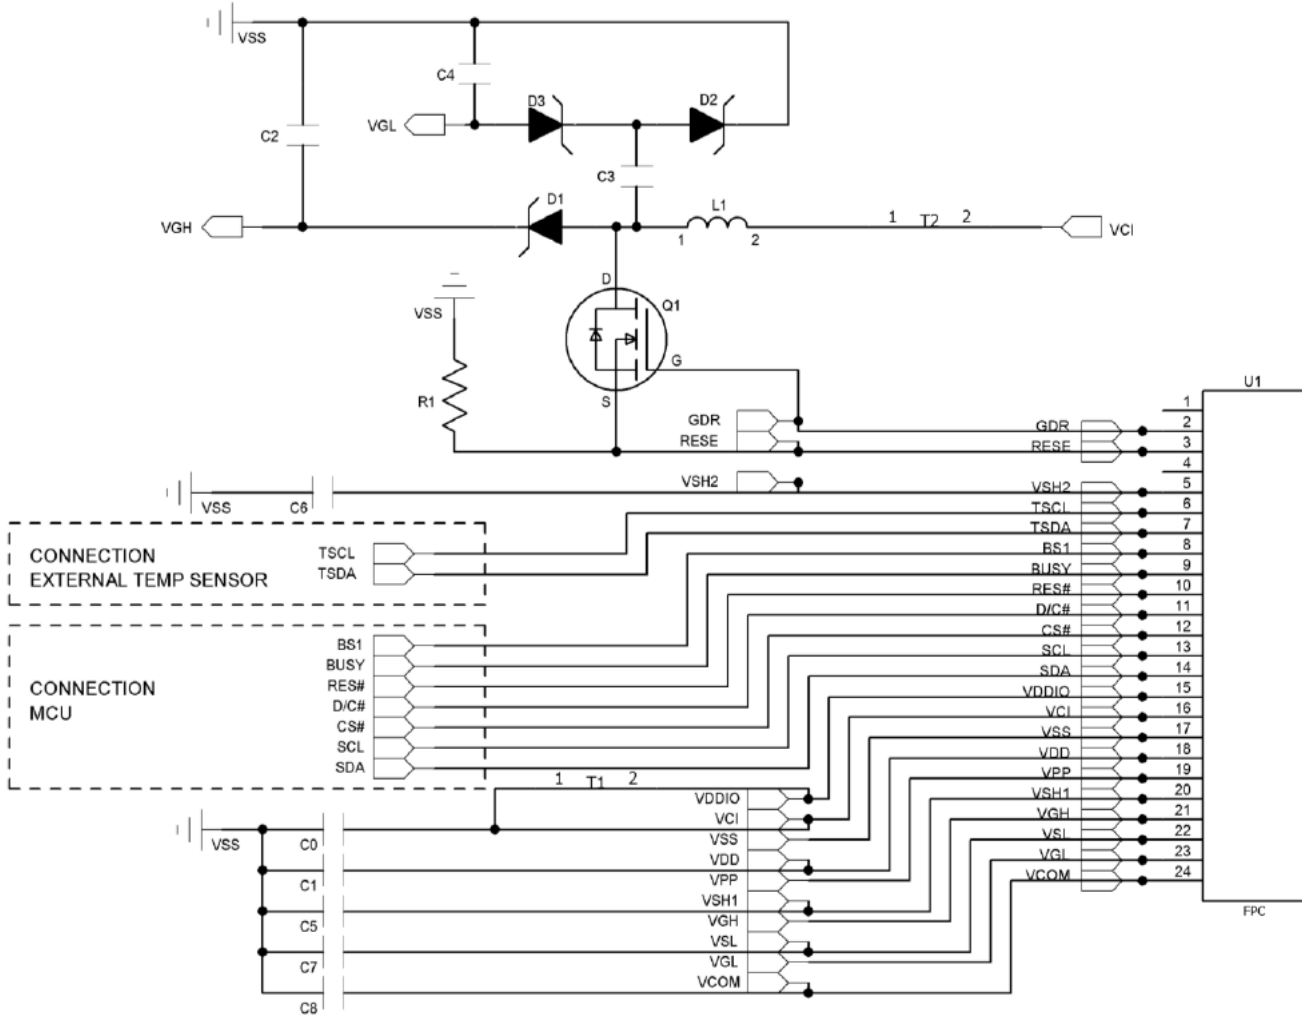 VSS
C4
D3
D2
VGL
C2
C3
D1
L1
VGH
1
2
1 T2 2
VCI
D
Q1
VSS
G
R1
S
U1
1
GDR
GDR
2
RESE
RESE
3
4
VSH2
VSH2
5
VSS
C6
TSCL
6
CONNECTION
EXTERNAL TEMP SENSOR
TSCL
TSDA
TSDA
7
BS1
8
BUSY
9
RES#
10
D/C#
11
CS#
12
SCL
13
SDA
14
VDDIO
15
VCI
16
VSS
17
VDD
18
VPP
19
VSH1
20
VGH
21
VSL
22
VGL
23
VCOM
24
FPC
CONNECTION
MCU
BS1
BUSY
RES#
D/C#
CS#
SCL
SDA
1 T1 2
VDDIO
VCI
VSS
VDD
VPP
VSH1
VGH
VSL
VGL
VCOM
VSS
C0
C1
C5
C7
C8